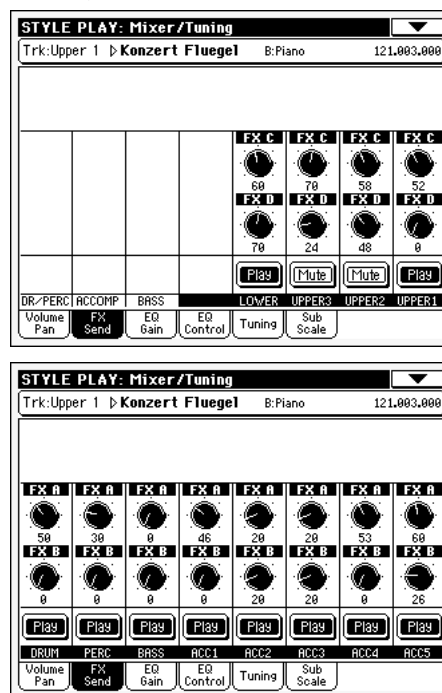 STYLE PLAY: Mixer/Tuning
Trk:Upper 1 ▷Konzert Fluegel B:Piano 121.003.000
FX C FX C FX C FX C
60 70 58 52
FX D FX D FX D FX D
70 24 48 0
Play Mute Mute Play
DR/PERC ACCOMP BASS LOWER UPPER3 UPPER2 UPPER1
Volume Pan FX Send EQ Gain EQ Control Tuning Sub Scale
STYLE PLAY: Mixer/Tuning
Trk:Upper 1 ▷Konzert Fluegel B:Piano 121.003.000
FX A FX A FX A FX A FX A FX A FX A FX A
50 30 0 46 20 20 53 60
FX B FX B FX B FX B FX B FX B FX B FX B
0 0 0 0 20 20 0 26
Play Play Play Play Play Play Play Play
DRUM PERC BASS ACC1 ACC2 ACC3 ACC4 ACC5
Volume Pan FX Send EQ Gain EQ Control Tuning Sub Scale